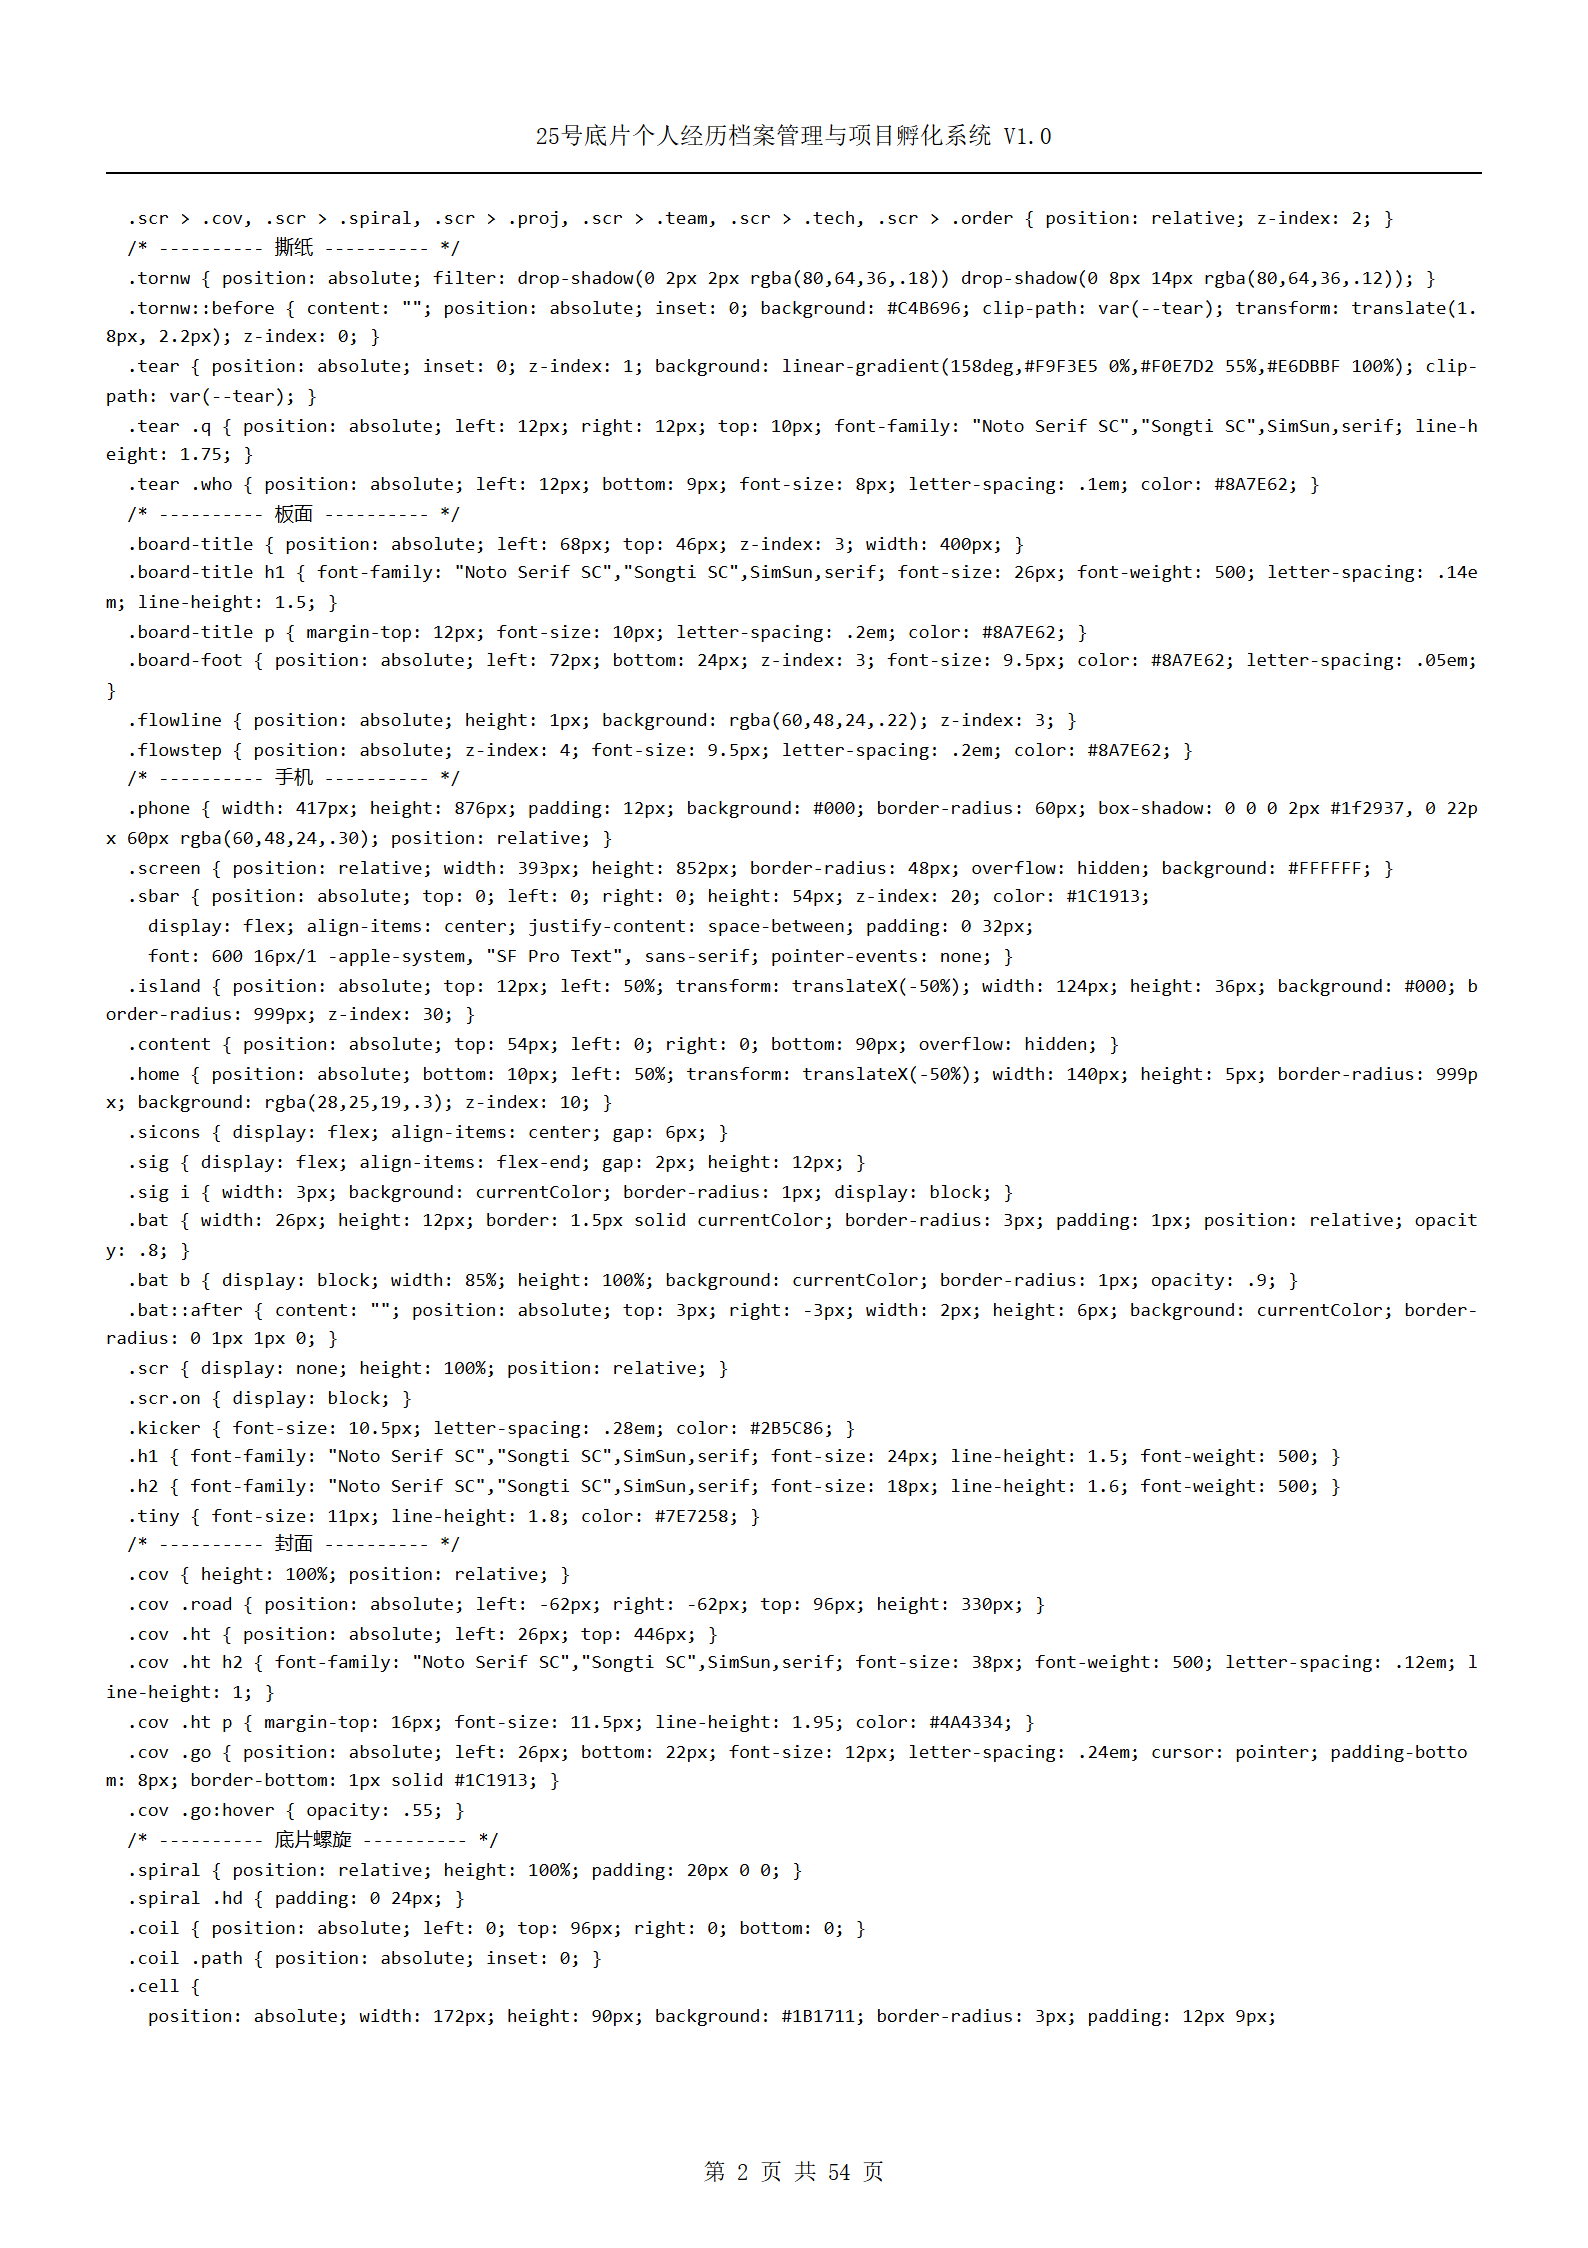 25号底片个人经历档案管理与项目孵化系统 V1.0
.scr > .cov, .scr > .spiral, .scr > .proj, .scr > .team, .scr > .tech, .scr > .order { position: relative; z-index: 2; }
/* ---------- 撕纸 ---------- */
.tornw { position: absolute; filter: drop-shadow(0 2px 2px rgba(80,64,36,.18)) drop-shadow(0 8px 14px rgba(80,64,36,.12)); }
.tornw::before { content: ""; position: absolute; inset: 0; background: #C4B696; clip-path: var(--tear); transform: translate(1.
8px, 2.2px); z-index: 0; }
.tear { position: absolute; inset: 0; z-index: 1; background: linear-gradient(158deg,#F9F3E5 0%,#F0E7D2 55%,#E6DBBF 100%); clip-
path: var(--tear); }
.tear .q { position: absolute; left: 12px; right: 12px; top: 10px; font-family: "Noto Serif SC","Songti SC",SimSun,serif; line-h
eight: 1.75; }
.tear .who { position: absolute; left: 12px; bottom: 9px; font-size: 8px; letter-spacing: .1em; color: #8A7E62; }
/* ---------- 板面 ---------- */
.board-title { position: absolute; left: 68px; top: 46px; z-index: 3; width: 400px; }
.board-title h1 { font-family: "Noto Serif SC","Songti SC",SimSun,serif; font-size: 26px; font-weight: 500; letter-spacing: .14e
m; line-height: 1.5; }
.board-title p { margin-top: 12px; font-size: 10px; letter-spacing: .2em; color: #8A7E62; }
.board-foot { position: absolute; left: 72px; bottom: 24px; z-index: 3; font-size: 9.5px; color: #8A7E62; letter-spacing: .05em;
}
.flowline { position: absolute; height: 1px; background: rgba(60,48,24,.22); z-index: 3; }
.flowstep { position: absolute; z-index: 4; font-size: 9.5px; letter-spacing: .2em; color: #8A7E62; }
/* ---------- 手机 ---------- */
.phone { width: 417px; height: 876px; padding: 12px; background: #000; border-radius: 60px; box-shadow: 0 0 0 2px #1f2937, 0 22p
x 60px rgba(60,48,24,.30); position: relative; }
.screen { position: relative; width: 393px; height: 852px; border-radius: 48px; overflow: hidden; background: #FFFFFF; }
.sbar { position: absolute; top: 0; left: 0; right: 0; height: 54px; z-index: 20; color: #1C1913;
display: flex; align-items: center; justify-content: space-between; padding: 0 32px;
font: 600 16px/1 -apple-system, "SF Pro Text", sans-serif; pointer-events: none; }
.island { position: absolute; top: 12px; left: 50%; transform: translateX(-50%); width: 124px; height: 36px; background: #000; b
order-radius: 999px; z-index: 30; }
.content { position: absolute; top: 54px; left: 0; right: 0; bottom: 90px; overflow: hidden; }
.home { position: absolute; bottom: 10px; left: 50%; transform: translateX(-50%); width: 140px; height: 5px; border-radius: 999p
x; background: rgba(28,25,19,.3); z-index: 10; }
.sicons { display: flex; align-items: center; gap: 6px; }
.sig { display: flex; align-items: flex-end; gap: 2px; height: 12px; }
.sig i { width: 3px; background: currentColor; border-radius: 1px; display: block; }
.bat { width: 26px; height: 12px; border: 1.5px solid currentColor; border-radius: 3px; padding: 1px; position: relative; opacit
y: .8; }
.bat b { display: block; width: 85%; height: 100%; background: currentColor; border-radius: 1px; opacity: .9; }
.bat::after { content: ""; position: absolute; top: 3px; right: -3px; width: 2px; height: 6px; background: currentColor; border-
radius: 0 1px 1px 0; }
.scr { display: none; height: 100%; position: relative; }
.scr.on { display: block; }
.kicker { font-size: 10.5px; letter-spacing: .28em; color: #2B5C86; }
.h1 { font-family: "Noto Serif SC","Songti SC",SimSun,serif; font-size: 24px; line-height: 1.5; font-weight: 500; }
.h2 { font-family: "Noto Serif SC","Songti SC",SimSun,serif; font-size: 18px; line-height: 1.6; font-weight: 500; }
.tiny { font-size: 11px; line-height: 1.8; color: #7E7258; }
/* ---------- 封面 ---------- */
.cov { height: 100%; position: relative; }
.cov .road { position: absolute; left: -62px; right: -62px; top: 96px; height: 330px; }
.cov .ht { position: absolute; left: 26px; top: 446px; }
.cov .ht h2 { font-family: "Noto Serif SC","Songti SC",SimSun,serif; font-size: 38px; font-weight: 500; letter-spacing: .12em; l
ine-height: 1; }
.cov .ht p { margin-top: 16px; font-size: 11.5px; line-height: 1.95; color: #4A4334; }
.cov .go { position: absolute; left: 26px; bottom: 22px; font-size: 12px; letter-spacing: .24em; cursor: pointer; padding-botto
m: 8px; border-bottom: 1px solid #1C1913; }
.cov .go:hover { opacity: .55; }
/* ---------- 底片螺旋 ---------- */
.spiral { position: relative; height: 100%; padding: 20px 0 0; }
.spiral .hd { padding: 0 24px; }
.coil { position: absolute; left: 0; top: 96px; right: 0; bottom: 0; }
.coil .path { position: absolute; inset: 0; }
.cell {
position: absolute; width: 172px; height: 90px; background: #1B1711; border-radius: 3px; padding: 12px 9px;
第 2 页 共 54 页